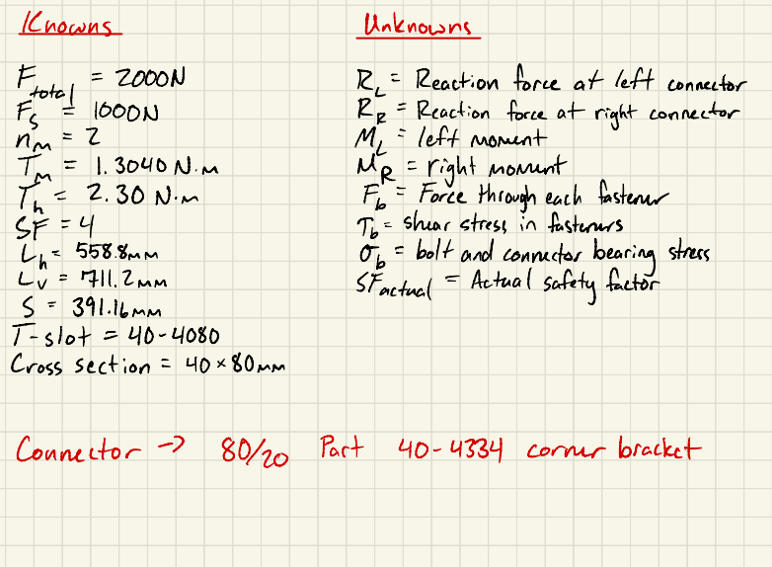 Knowns
F_total = 2000N
F_s = 1000N
n_M = 2
T_M = 1.3040 N·m
T_h = 2.30 N·m
SF = 4
L_h = 558.8mm
L_v = 711.2mm
S = 391.16mm
T-slot = 40-4080
Cross section = 40 × 80mm
Unknowns
R_L = Reaction force at left connector
R_R = Reaction force at right connector
M_L = left moment
M_R = right moment
F_b = Force through each fastener
τ_b = shear stress in fasteners
σ_b = bolt and connector bearing stress
SF_actual = Actual safety factor
Connector → 80/20 Part 40-4334 corner bracket